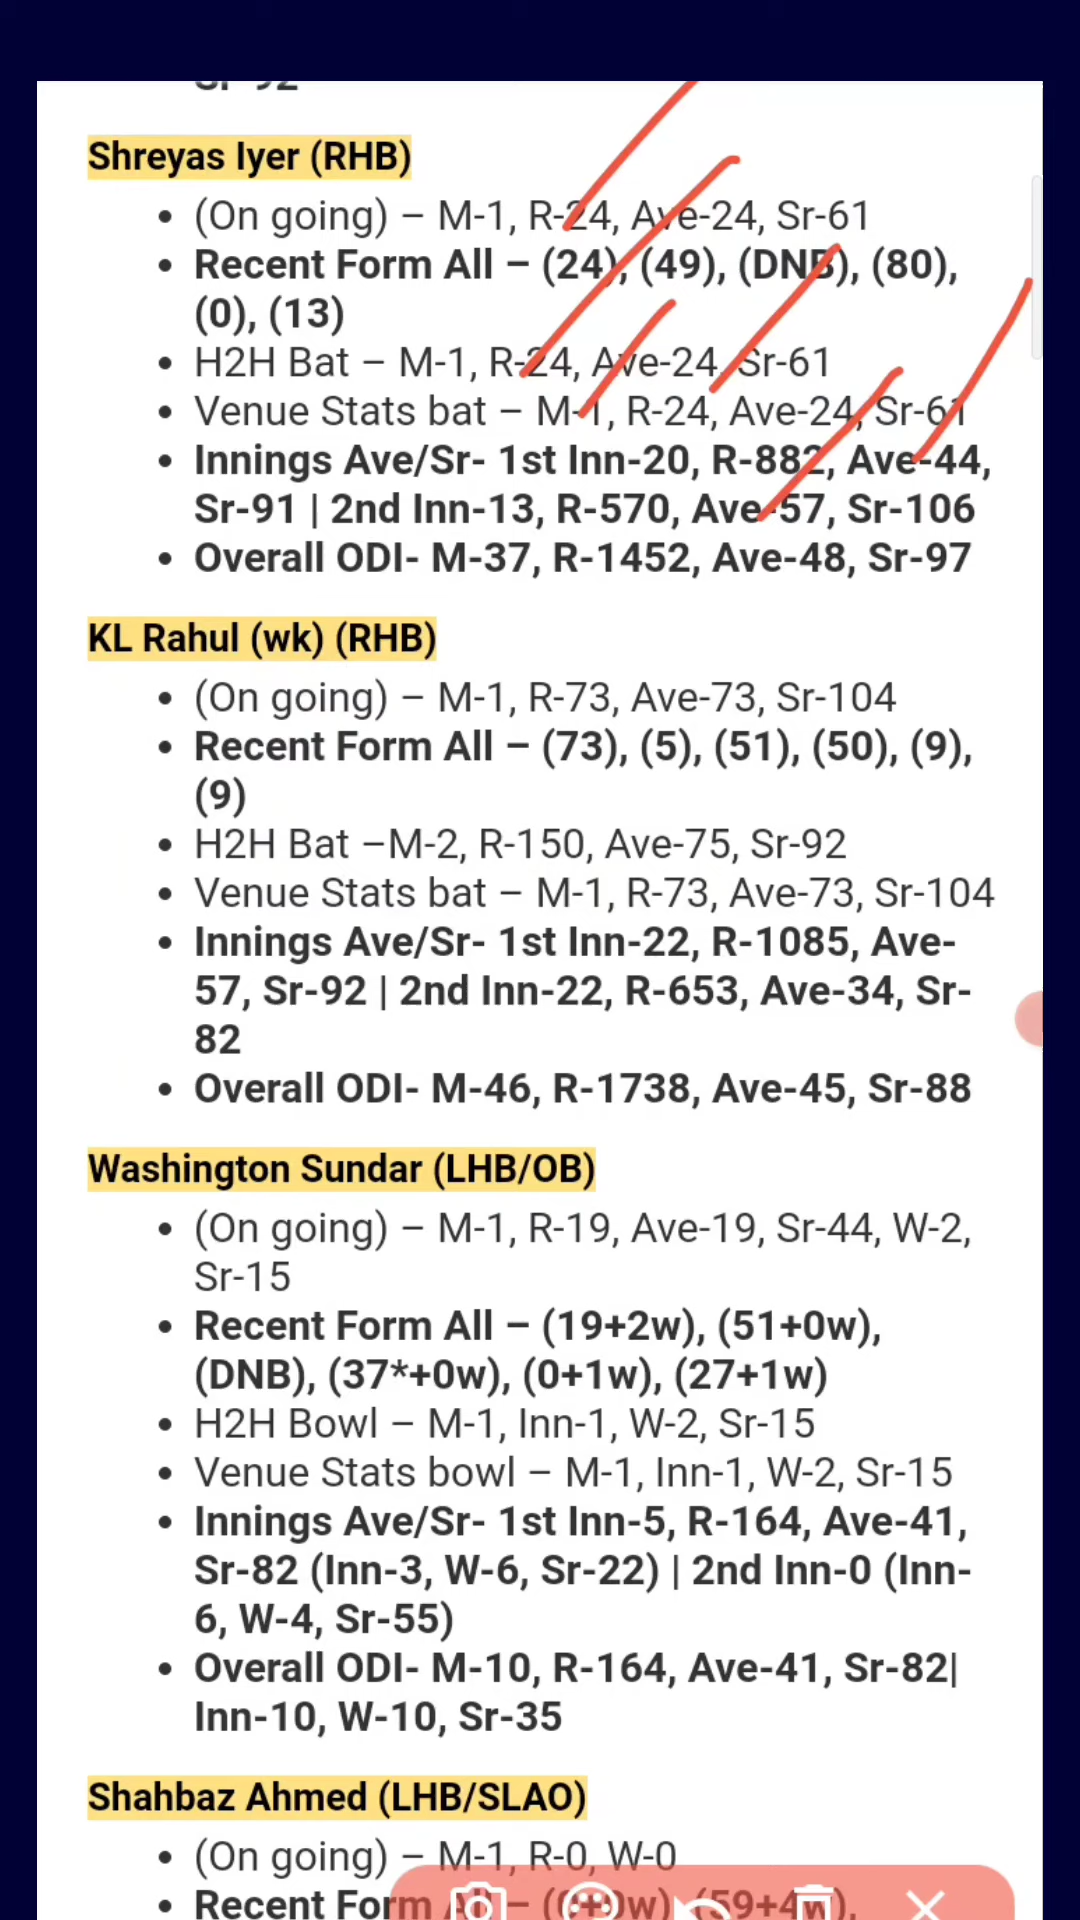 Sr-92
Shreyas Iyer (RHB)
• (On going) – M-1, R-24, Ave-24, Sr-61
• Recent Form All – (24), (49), (DNB), (80),
(0), (13)
• H2H Bat – M-1, R-24, Ave-24, Sr-61
• Venue Stats bat – M-1, R-24, Ave-24, Sr-61
• Innings Ave/Sr- 1st Inn-20, R-882, Ave-44,
Sr-91 | 2nd Inn-13, R-570, Ave-57, Sr-106
• Overall ODI- M-37, R-1452, Ave-48, Sr-97
KL Rahul (wk) (RHB)
• (On going) – M-1, R-73, Ave-73, Sr-104
• Recent Form All – (73), (5), (51), (50), (9),
(9)
• H2H Bat –M-2, R-150, Ave-75, Sr-92
• Venue Stats bat – M-1, R-73, Ave-73, Sr-104
• Innings Ave/Sr- 1st Inn-22, R-1085, Ave-
57, Sr-92 | 2nd Inn-22, R-653, Ave-34, Sr-
82
• Overall ODI- M-46, R-1738, Ave-45, Sr-88
Washington Sundar (LHB/OB)
• (On going) – M-1, R-19, Ave-19, Sr-44, W-2,
Sr-15
• Recent Form All – (19+2w), (51+0w),
(DNB), (37*+0w), (0+1w), (27+1w)
• H2H Bowl – M-1, Inn-1, W-2, Sr-15
• Venue Stats bowl – M-1, Inn-1, W-2, Sr-15
• Innings Ave/Sr- 1st Inn-5, R-164, Ave-41,
Sr-82 (Inn-3, W-6, Sr-22) | 2nd Inn-0 (Inn-
6, W-4, Sr-55)
• Overall ODI- M-10, R-164, Ave-41, Sr-82|
Inn-10, W-10, Sr-35
Shahbaz Ahmed (LHB/SLAO)
• (On going) – M-1, R-0, W-0
• Recent Form All – (0+0w), (59+4w),